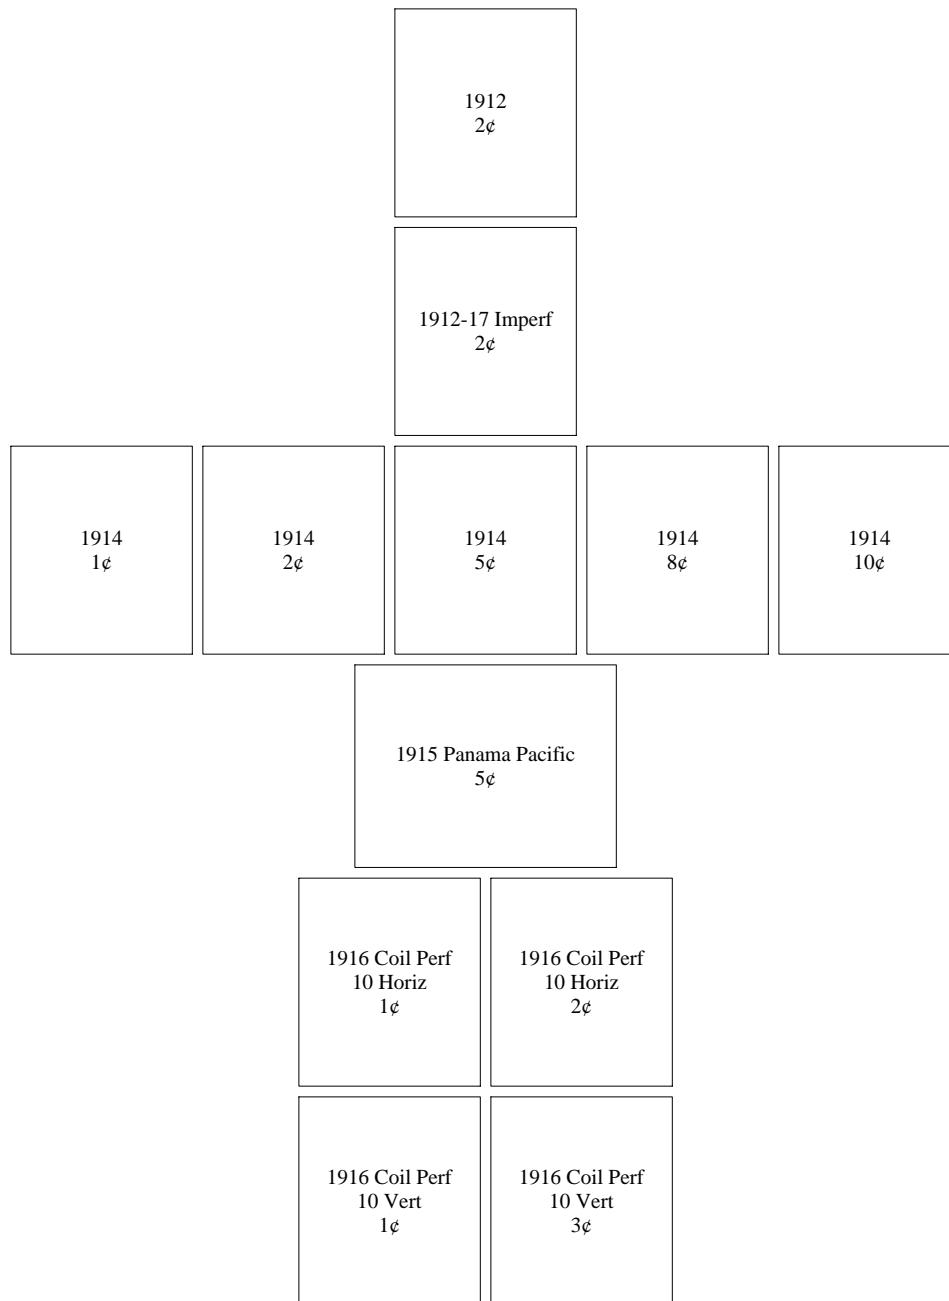 1912
2¢
1912-17 Imperf
2¢
1914
1¢
1914
2¢
1914
5¢
1914
8¢
1914
10¢
1915 Panama Pacific
5¢
1916 Coil Perf
10 Horiz
1¢
1916 Coil Perf
10 Horiz
2¢
1916 Coil Perf
10 Vert
1¢
1916 Coil Perf
10 Vert
3¢